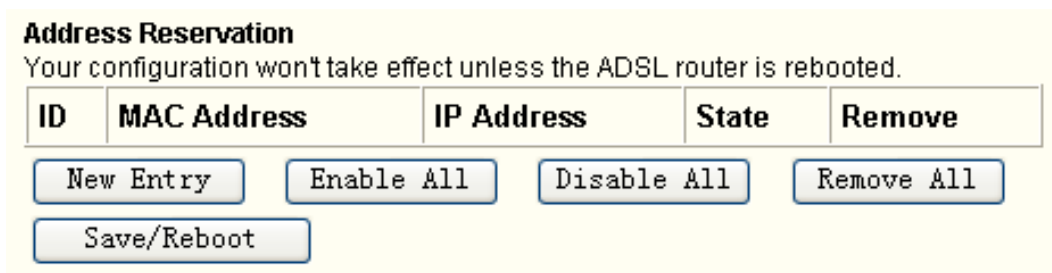 Address Reservation
Your configuration won't take effect unless the ADSL router is rebooted.
ID MAC Address IP Address State Remove
New Entry Enable All Disable All Remove All
Save/Reboot